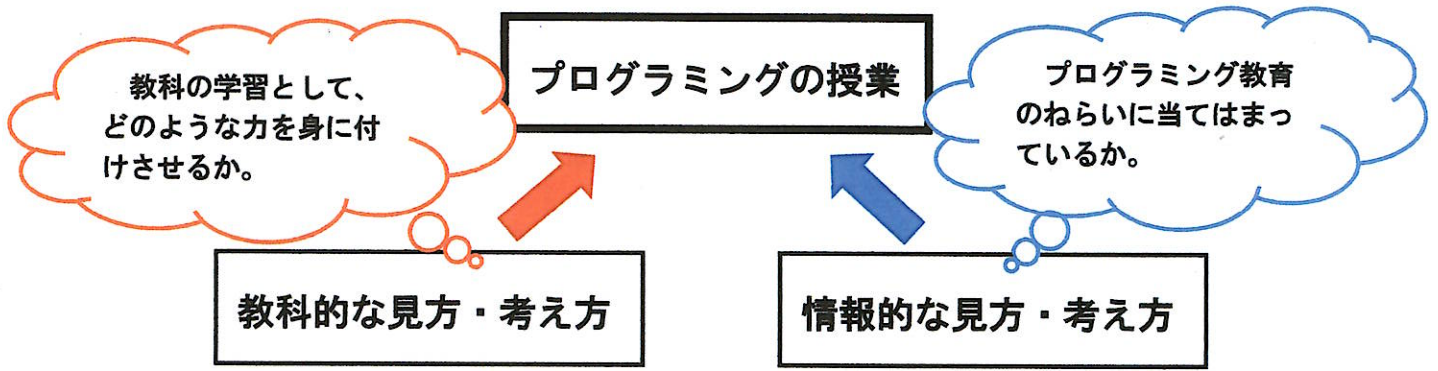 教科の学習として、
どのような力を身に付
けさせるか。
プログラミングの授業
プログラミング教育
のねらいに当てはまっ
ているか。
教科的な見方・考え方
情報的な見方・考え方